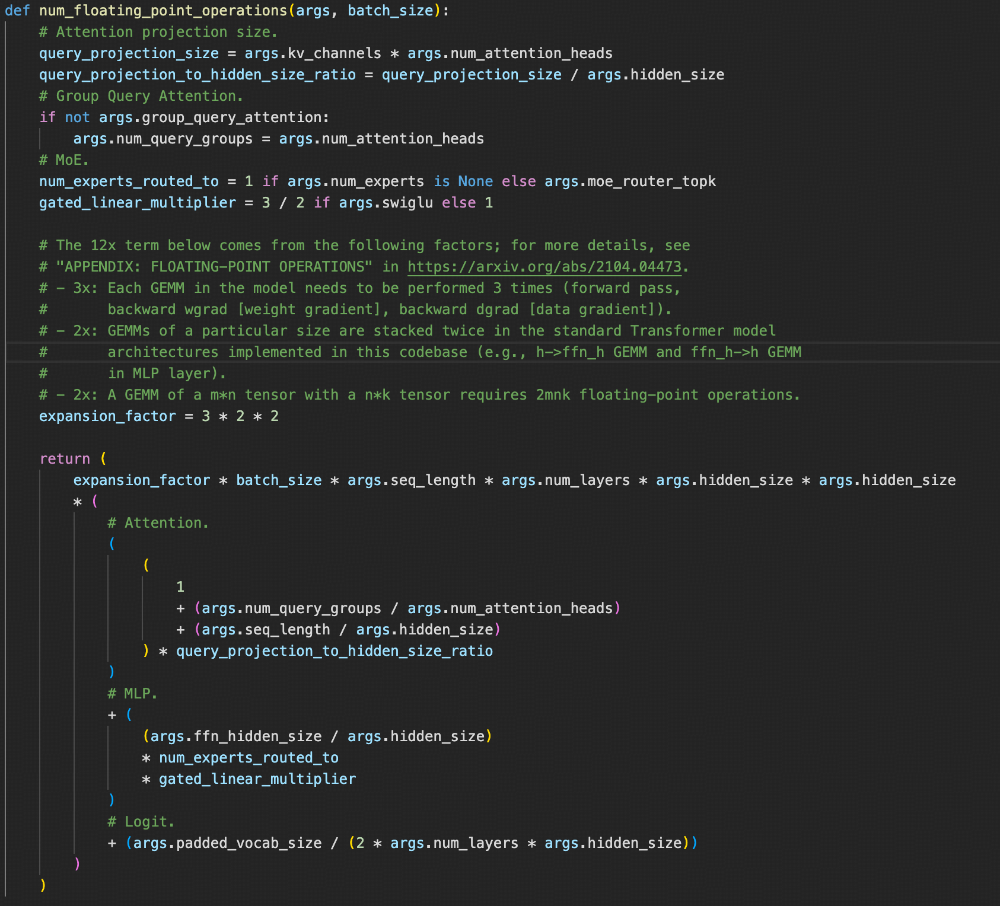 def num_floating_point_operations(args, batch_size):
    # Attention projection size.
    query_projection_size = args.kv_channels * args.num_attention_heads
    query_projection_to_hidden_size_ratio = query_projection_size / args.hidden_size
    # Group Query Attention.
    if not args.group_query_attention:
        args.num_query_groups = args.num_attention_heads
    # MoE.
    num_experts_routed_to = 1 if args.num_experts is None else args.moe_router_topk
    gated_linear_multiplier = 3 / 2 if args.swiglu else 1

    # The 12x term below comes from the following factors; for more details, see
    # "APPENDIX: FLOATING-POINT OPERATIONS" in https://arxiv.org/abs/2104.04473.
    # - 3x: Each GEMM in the model needs to be performed 3 times (forward pass,
    #       backward wgrad [weight gradient], backward dgrad [data gradient]).
    # - 2x: GEMMs of a particular size are stacked twice in the standard Transformer model
    #       architectures implemented in this codebase (e.g., h->ffn_h GEMM and ffn_h->h GEMM
    #       in MLP layer).
    # - 2x: A GEMM of a m*n tensor with a n*k tensor requires 2mnk floating-point operations.
    expansion_factor = 3 * 2 * 2

    return (
        expansion_factor * batch_size * args.seq_length * args.num_layers * args.hidden_size * args.hidden_size
        * (
            # Attention.
            (
                (
                    1
                    + (args.num_query_groups / args.num_attention_heads)
                    + (args.seq_length / args.hidden_size)
                ) * query_projection_to_hidden_size_ratio
            )
            # MLP.
            + (
                (args.ffn_hidden_size / args.hidden_size)
                * num_experts_routed_to
                * gated_linear_multiplier
            )
            # Logit.
            + (args.padded_vocab_size / (2 * args.num_layers * args.hidden_size))
        )
    )